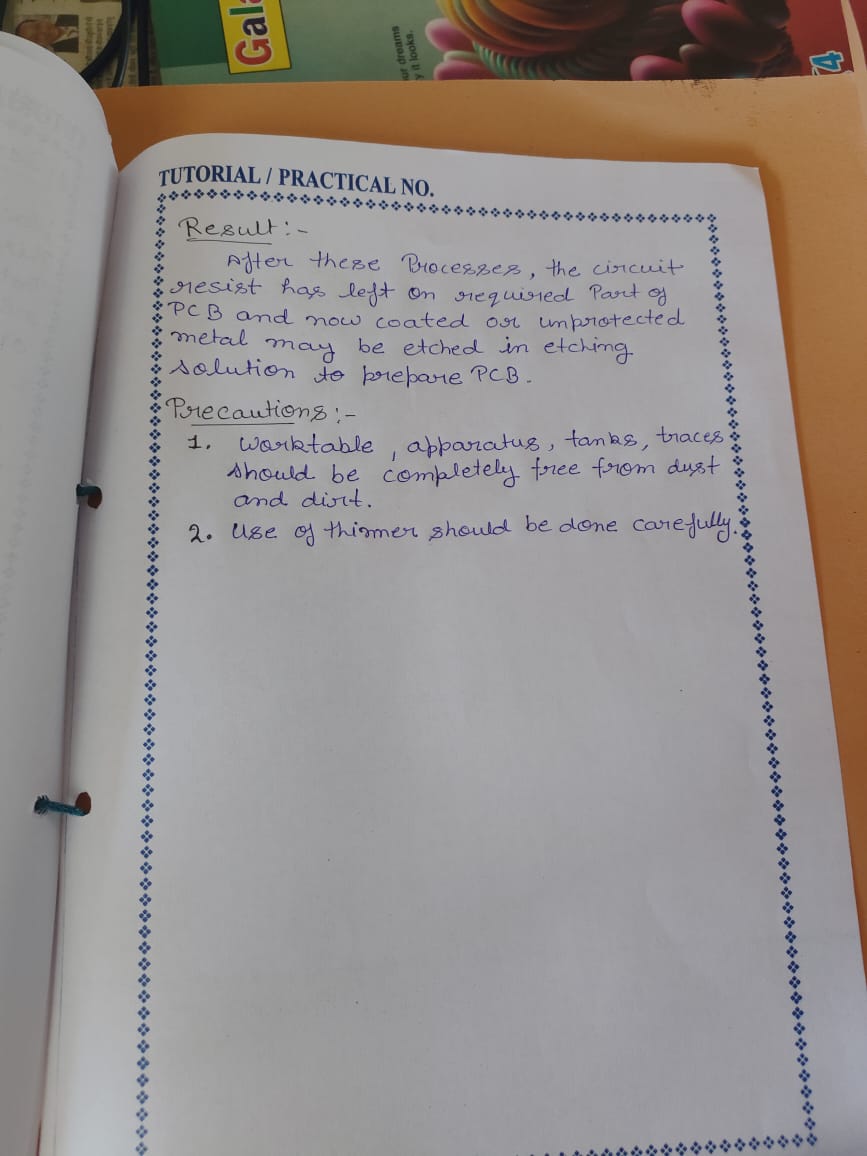 Gala
ur dreams
y it looks.
TUTORIAL / PRACTICAL NO.
Result :-
After these Processes, the circuit
resist has left on required Part of
PCB and now coated or unprotected
metal may be etched in etching
solution to prepare PCB.
Precautions :-
1. Worktable, apparatus, tanks, traces
should be completely free from dust
and dirt.
2. Use of thinner should be done carefully.